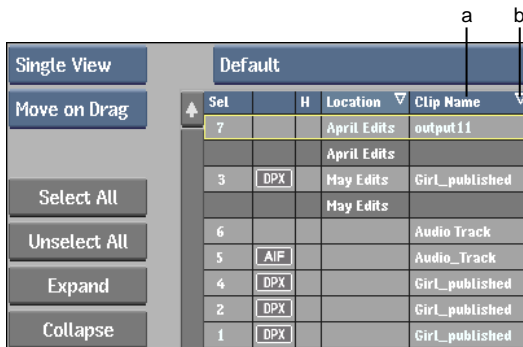 a b
Single View Default
Move on Drag Sel H Location Clip Name
7 April Edits output11
April Edits
3 DPX May Edits Girl_published
Select All May Edits
6 Audio Track
Unselect All 5 AIF Audio_Track
Expand 4 DPX Girl_published
2 DPX Girl_published
Collapse 1 DPX Girl_published